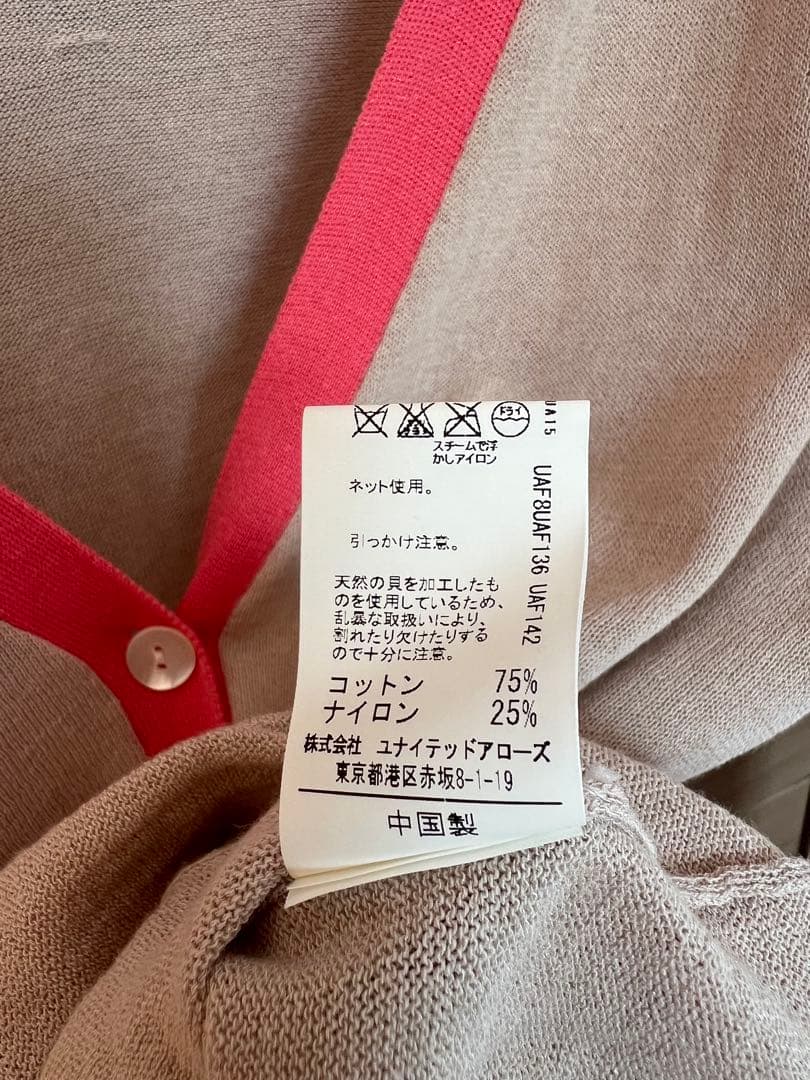 ドライ
スチームで浮
かしアイロン
ネット使用。
引っかけ注意。
天然の貝を加工したも
のを使用しているため、
乱暴な取扱いにより、
割れたり欠けたりする
ので十分に注意。
コットン 75%
ナイロン 25%
株式会社 ユナイテッドアローズ
東京都港区赤坂8-1-19
中国製
UA15
UAF8UAF136 UAF142